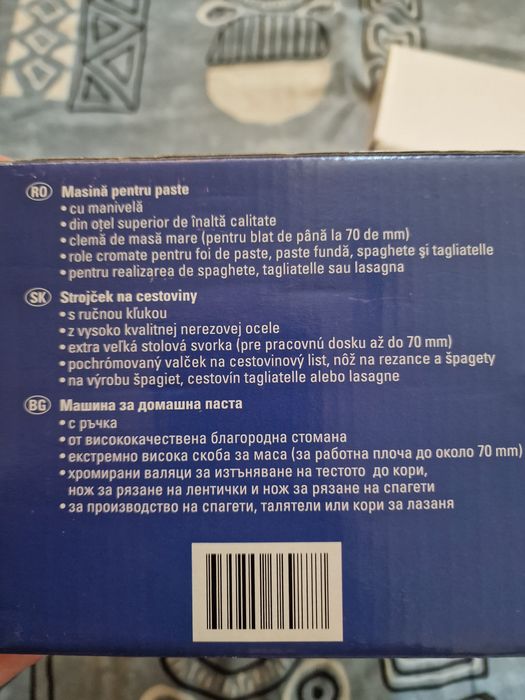 RO Masină pentru paste
• cu manivelă
• din oțel superior de înaltă calitate
• clemă de masă mare (pentru blat de până la 70 de mm)
• role cromate pentru foi de paste, paste fundă, spaghete și tagliatelle
• pentru realizarea de spaghete, tagliatelle sau lasagna
SK Strojček na cestoviny
• s ručnou kľukou
• z vysoko kvalitnej nerezovej ocele
• extra veľká stolová svorka (pre pracovnú dosku až do 70 mm)
• pochrómovaný valček na cestovinový list, nôž na rezance a špagety
• na výrobu špagiet, cestovín tagliatelle alebo lasagne
BG Машина за домашна паста
• с ръчка
• от висококачествена благородна стомана
• екстремно висока скоба за маса (за работна плоча до около 70 mm)
• хромирани валяци за изтъняване на тестото до кори,
нож за рязане на лентички и нож за рязане на спагети
• за производство на спагети, талятели или кори за лазаня